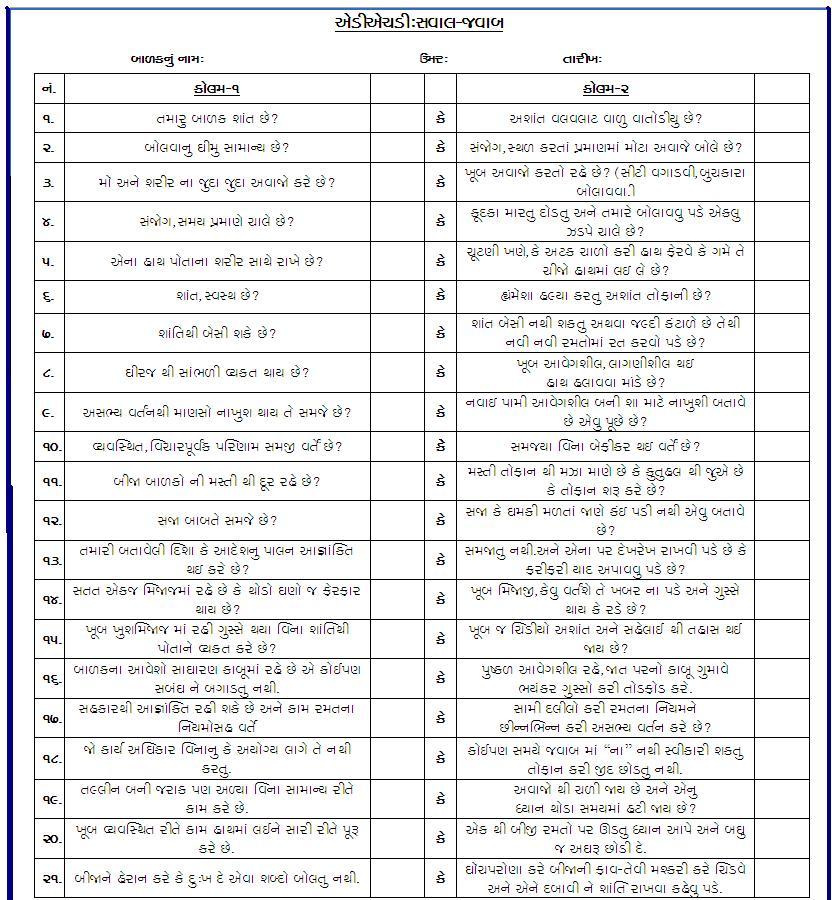 એડીએચડી:સવાલ-જવાબ
બાળકનું નામ: ઉંમર: તારીખ:
નં. કોલમ-૧ કોલમ-૨
૧. તમારુ બાળક શાંત છે? કે અશાંત વલવલાટ વાળુ વાતોડીયુ છે?
૨. બોલવાનુ ધીમુ સામાન્ય છે? કે સંજોગ,સ્થળ કરતાં પ્રમાણમાં મોટા અવાજે બોલે છે?
૩. મોં અને શરીર ના જુદા જુદા અવાજો કરે છે? કે ખૂબ અવાજો કરતો રહે છે? (સીટી વગાડવી,બુચકારા
બોલાવવા.)
૪. સંજોગ,સમય પ્રમાણે ચાલે છે? કે કૂદકા મારતુ દોડતુ અને તમારે બોલાવવુ પડે એકલુ
ઝડપે ચાલે છે?
૫. એના હાથ પોતાના શરીર સાથે રાખે છે? કે ચૂટણી ખણે,કે અટક ચાળો કરી હાથ ફેરવે કે ગમે તે
ચીજો હાથમાં લઇ લે છે?
૬. શાંત,સ્વસ્થ છે? કે હંમેશા હલ્યા કરતુ અશાંત તોફાની છે?
૭. શાંતિથી બેસી શકે છે? કે શાંત બેસી નથી શકતુ અથવા જલ્દી કંટાળે છે તેથી
નવી નવી રમતોમાં રત કરવો પડે છે?
૮. ધીરજ થી સાંભળી વ્યકત થાય છે? કે ખૂબ આવેગશીલ,લાગણીશીલ થઇ
હાથ હલાવવા માંડે છે?
૯. અસભ્ય વર્તનથી માણસો નાખુશ થાય તે સમજે છે? કે નવાઇ પામી આવેગશીલ બની શા માટે નાખુશી બતાવે
છે એવુ પૂછે છે?
૧૦. વ્યવસ્થિત,વિચારપૂર્વક પરિણામ સમજી વર્તે છે? કે સમજયા વિના બેફીકર થઇ વર્તે છે?
૧૧. બીજા બાળકો ની મસ્તી થી દૂર રહે છે? કે મસ્તી તોફાન થી મઝા માણે છે કે કુતુહલ થી જુએ છે
કે તોફાન શરૂ કરે છે?
૧૨. સજા બાબતે સમજે છે? કે સજા કે ધમકી મળતાં જાણે કંઇ પડી નથી એવુ બતાવે
છે?
૧૩. તમારી બતાવેલી દિશા કે આદેશનુ પાલન આજ્ઞાંકિત
થઇ કરે છે? કે સમજાતુ નથી.અને એના પર દેખરેખ રાખવી પડે છે કે
ફરીફરી યાદ અપાવવુ પડે છે?
૧૪. સતત એકજ મિજાજમાં રહે છે કે થોડો ઘણો જ ફેરફાર
થાય છે? કે ખૂબ મિજાજી,કેવુ વર્તશે તે ખબર ના પડે અને ગુસ્સે
થાય કે રડે છે?
૧૫. ખૂબ ખુશમિજાજ માં રહી ગુસ્સે થયા વિના શાંતિથી
પોતાને વ્યકત કરે છે? કે ખૂબ જ ચિડીયો અશાંત અને સહેલાઈ થી તહાસ થઈ
જાય છે?
૧૬. બાળકના આવેશો સાધારણ કાબૂમાં રહે છે એ કોઈપણ
સબંધ ને બગાડતુ નથી. કે પુષ્કળ આવેગશીલ રહે,જાત પરનો કાબૂ ગુમાવે
ભયંકર ગુસ્સો કરી તોડફોડ કરે.
૧૭. સહકારથી આજ્ઞાંકિત રહી શકે છે અને કામ રમતના
નિયમોસહ વર્તે કે સામી દલીલો કરી રમતના નિયમને
છીન્નભિન્ન કરી અસભ્ય વર્તન કરે છે?
૧૮. જો કાર્ય અધિકાર વિનાનુ કે અયોગ્ય લાગે તે નથી
કરતુ. કે કોઈપણ સમયે જવાબ માં “ના” નથી સ્વીકારી શકતુ
તોફાન કરી જીદ છોડતુ નથી.
૧૯. તલ્લીન બની જરાક પણ અળ્યા વિના સામાન્ય રીતે
કામ કરે છે. કે અવાજો થી ચળી જાય છે અને એનુ
ધ્યાન થોડા સમયમાં હટી જાય છે?
૨૦. ખૂબ વ્યવસ્થિત રીતે કામ હાથમાં લઈને સારી રીતે પૂરૂ
કરે છે. કે એક થી બીજી રમતો પર ઊડતુ ધ્યાન આપે અને બધુ
જ અધરૂ છોડી દે.
૨૧. બીજાને હેરાન કરે કે દુઃખ દે એવા શબ્દો બોલતુ નથી. કે ઘોંચપરોણા કરે બીજાની ફાવ-તેવી મશ્કરી કરે ચિડવે
અને એને દબાવી ને શાંતિ રાખવા કહેવુ પડે.